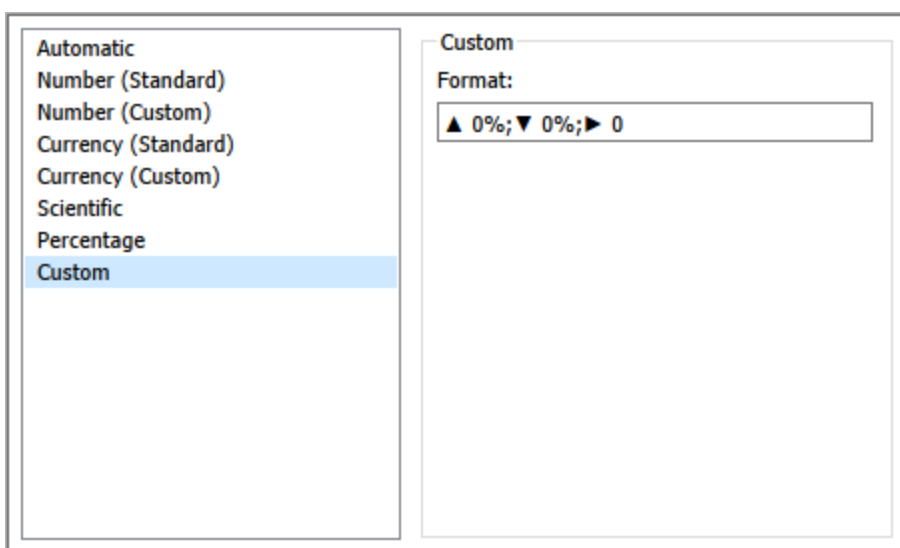 Automatic
Number (Standard)
Number (Custom)
Currency (Standard)
Currency (Custom)
Scientific
Percentage
Custom
Custom
Format:
▲ 0%;▼ 0%;► 0